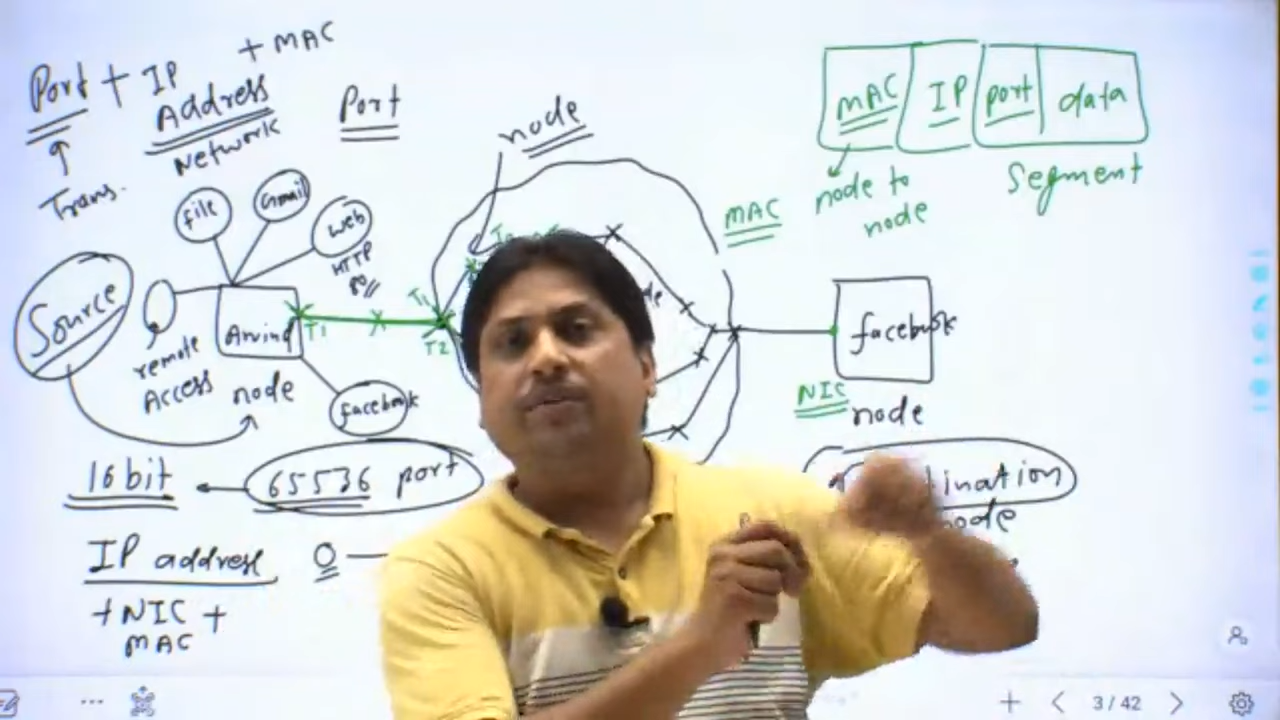 Port + IP + MAC
Address
Network
Trans.
Port
node
MAC IP port data
node to
node
Segment
MAC
file
Gmail
web
HTTP
80
Source
remote
Access
Arvind
node
T1
T1
T2
facebook
facebook
NIC
node
16 bit
65536 port
IP address
+ NIC +
MAC
0
3 / 42